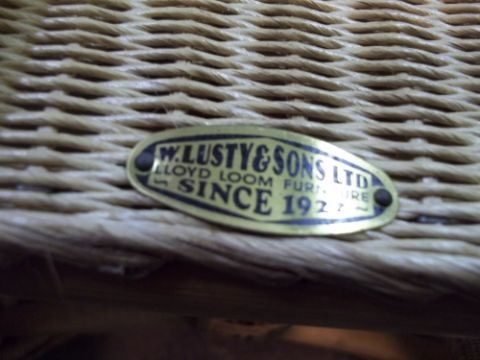 W. LUSTY & SONS LTD
LLOYD LOOM FURNITURE
SINCE